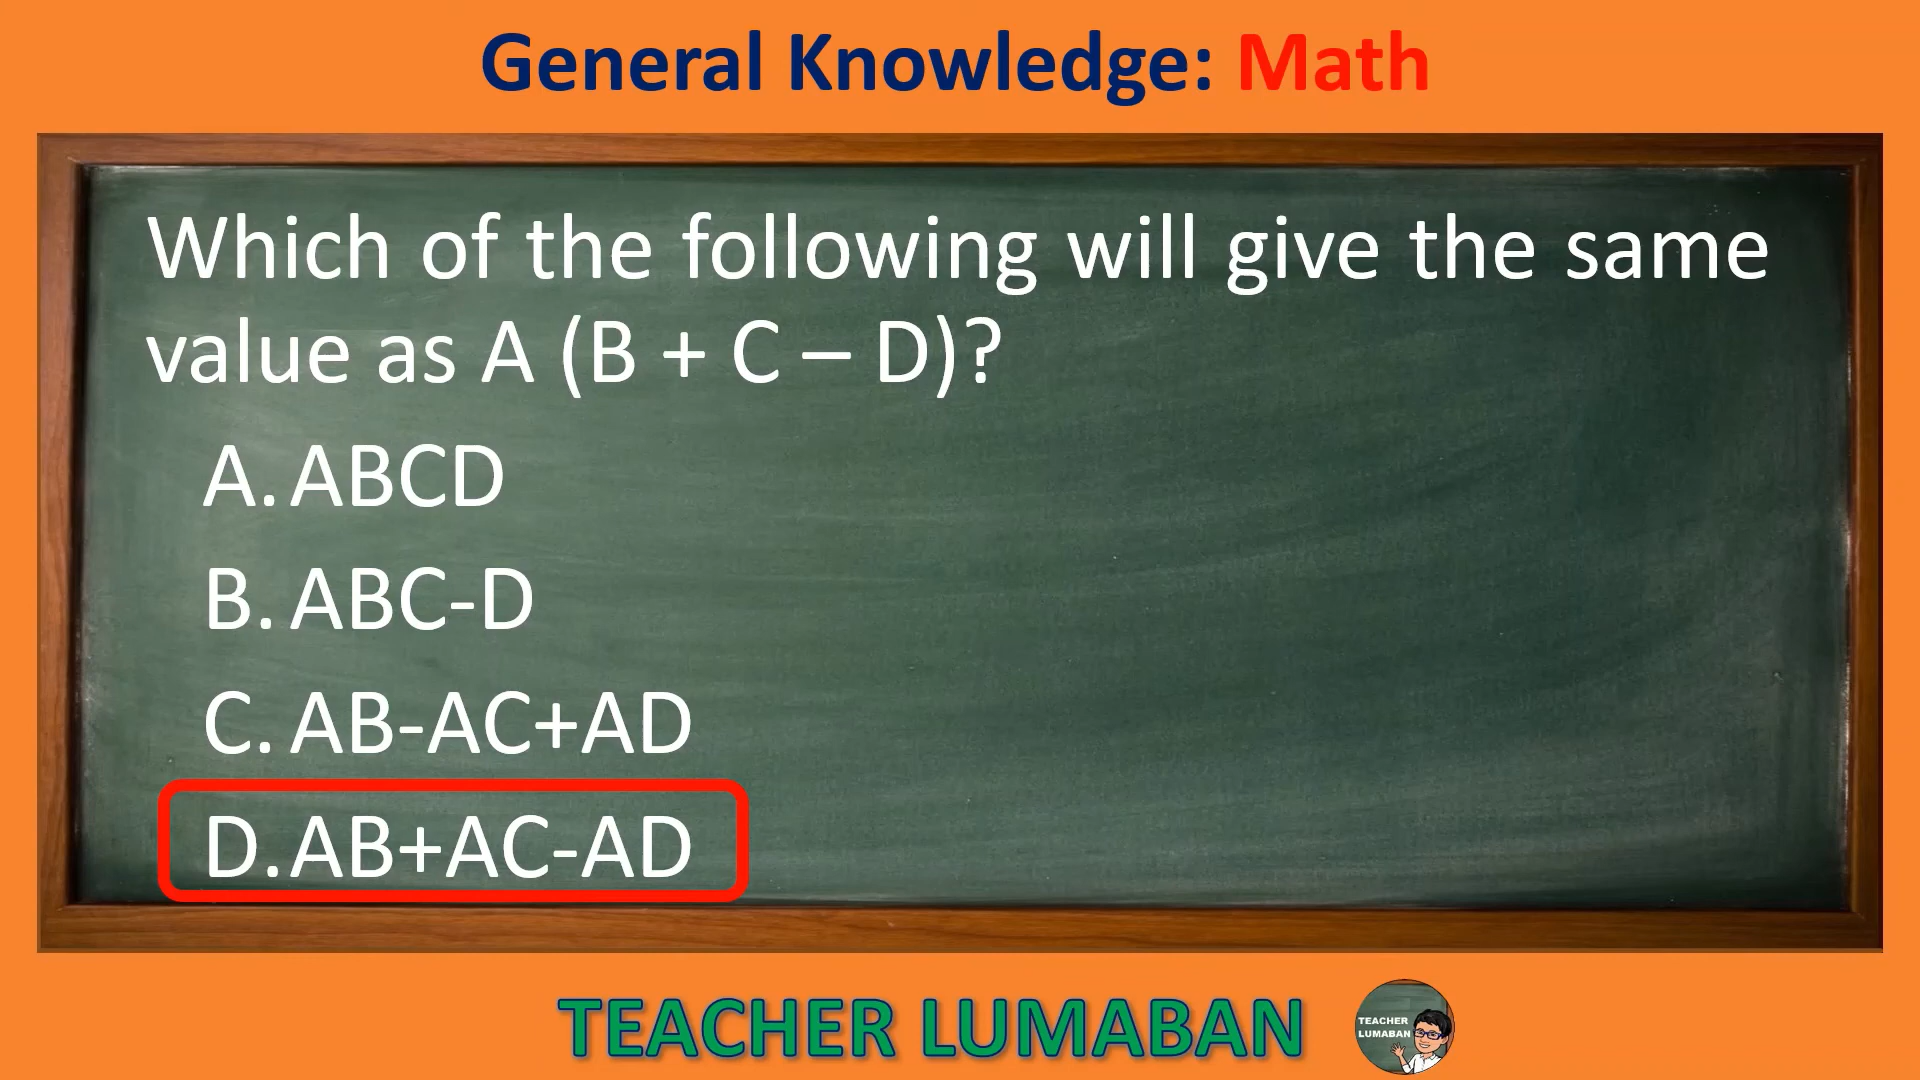 General Knowledge: Math
Which of the following will give the same
value as A (B + C – D)?
A. ABCD
B. ABC-D
C. AB-AC+AD
D. AB+AC-AD
TEACHER LUMABAN
TEACHER
LUMABAN